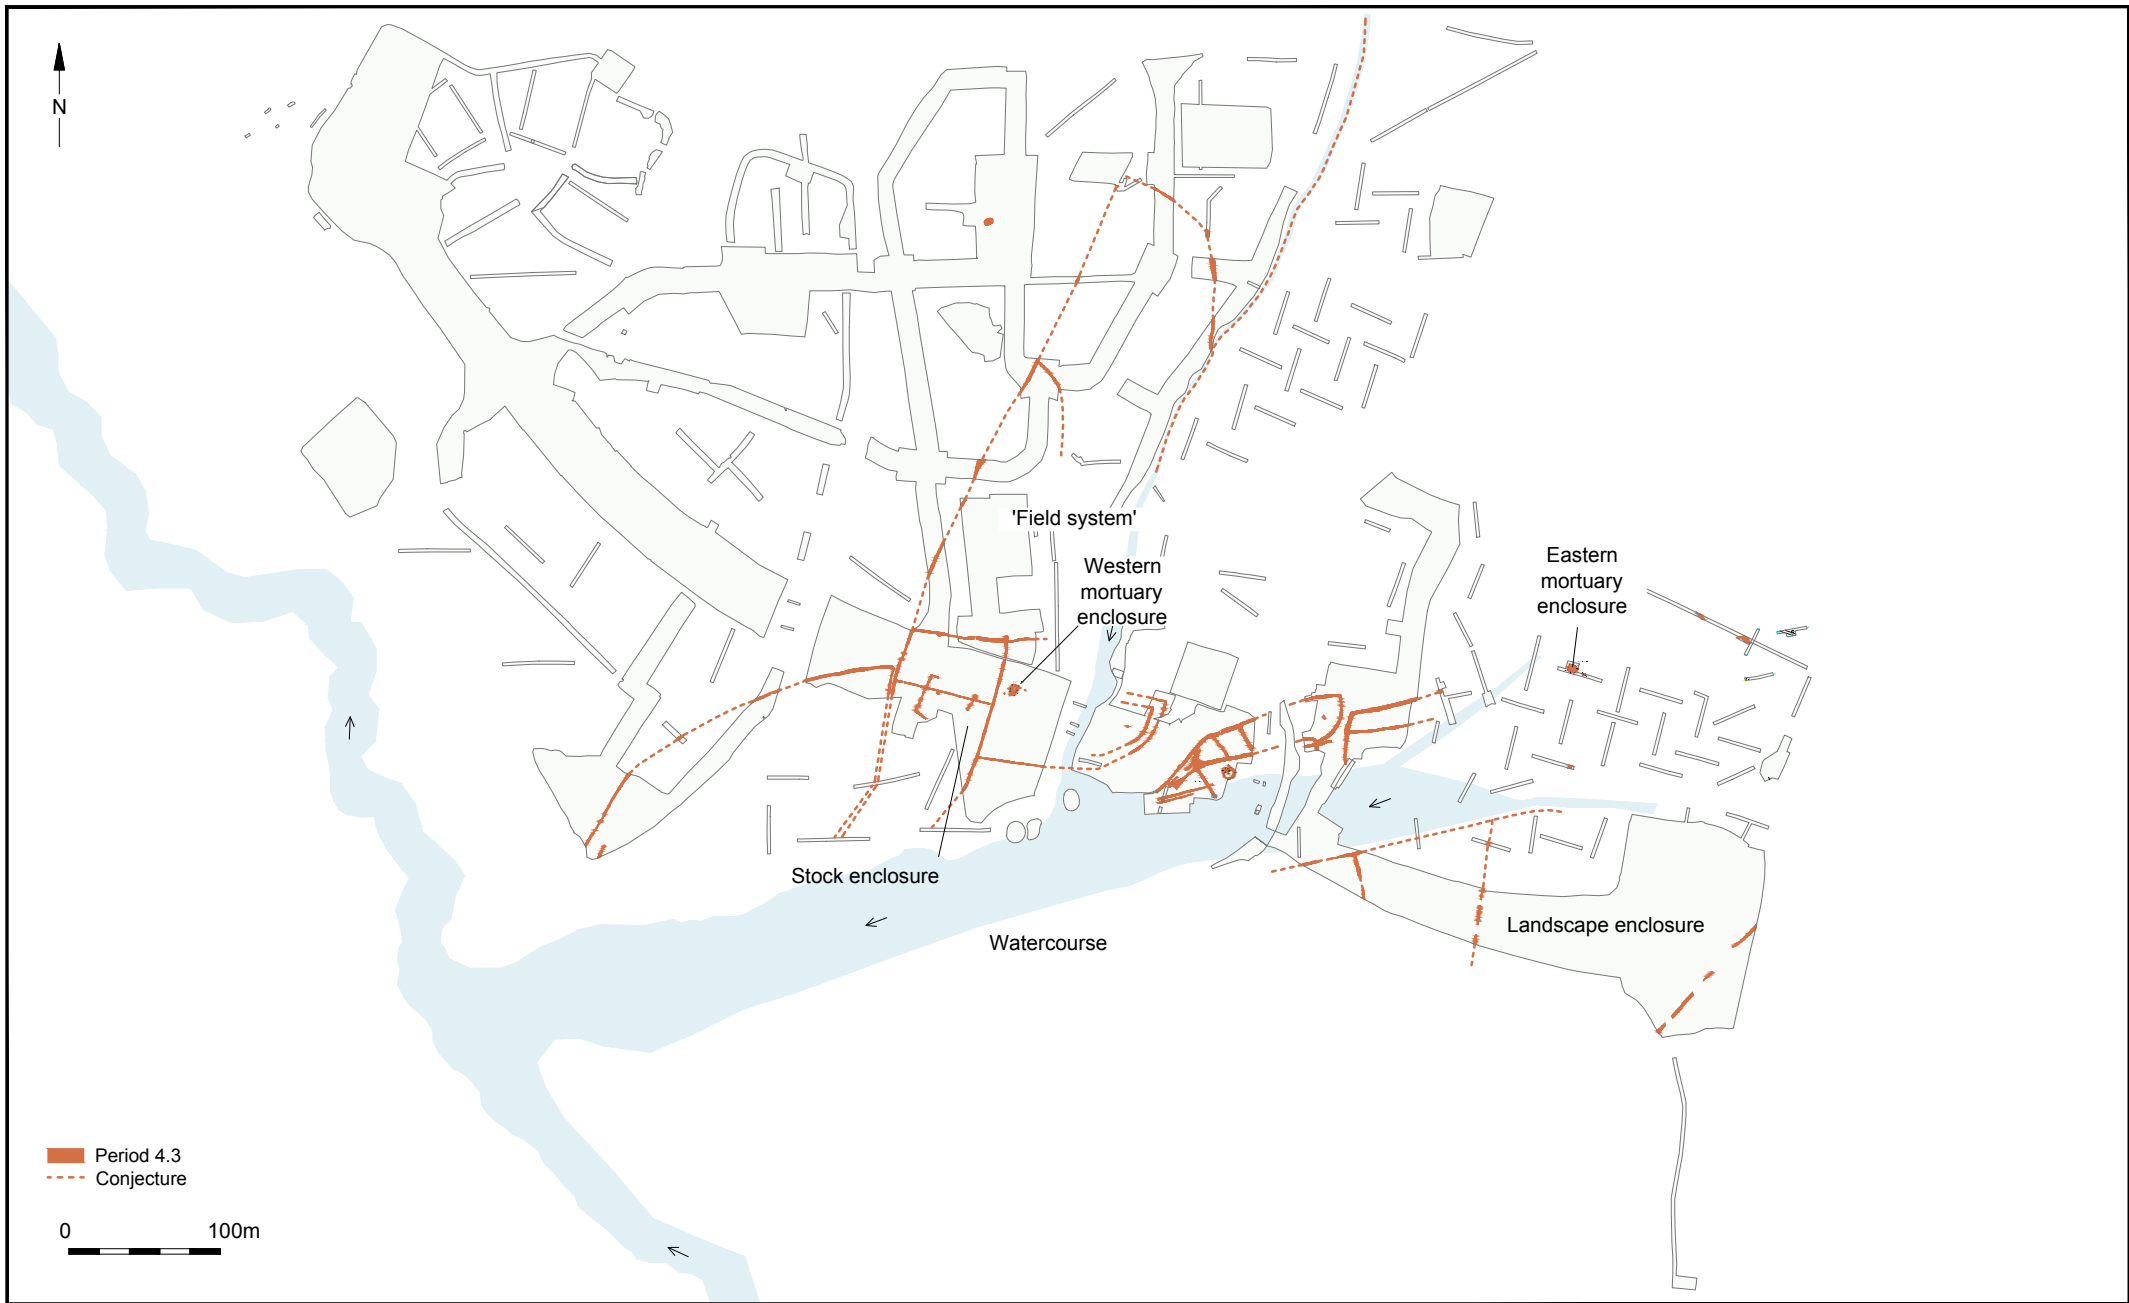 N
'Field system'
Western
mortuary
enclosure
Eastern
mortuary
enclosure
Stock enclosure
Landscape enclosure
Watercourse
Period 4.3
Conjecture
0 100m